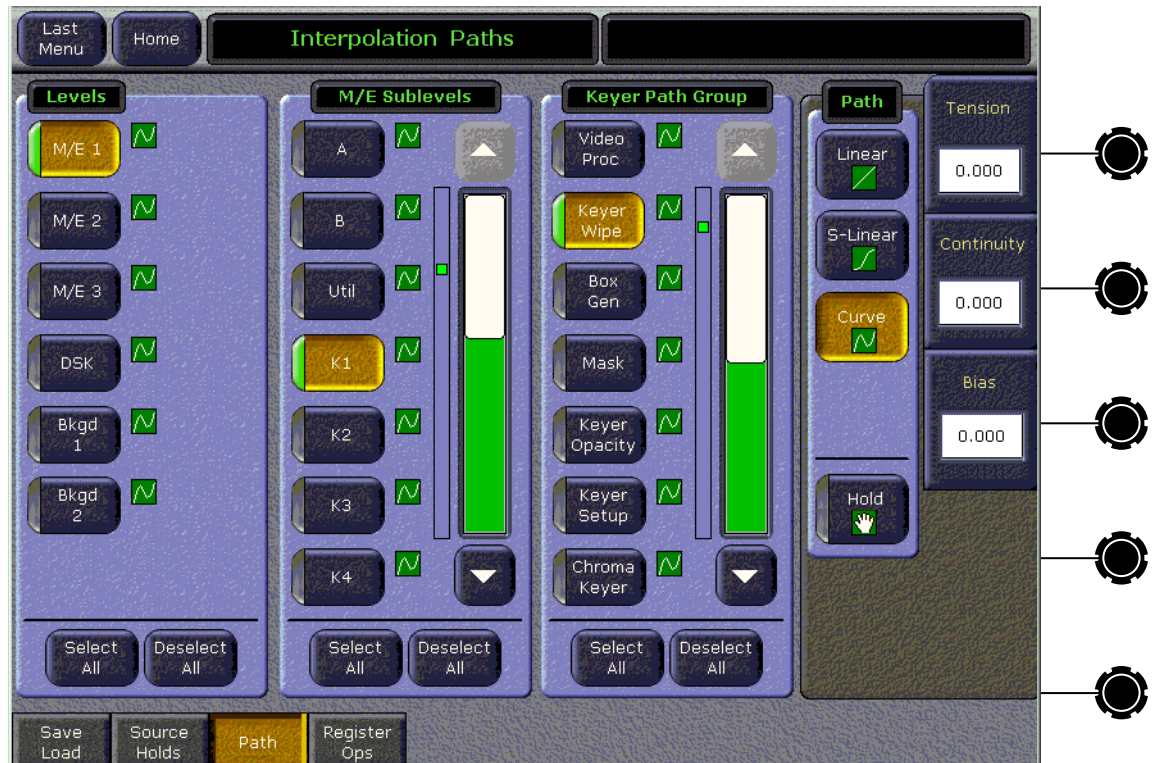 Last
Menu
Home
Interpolation Paths
Levels
M/E 1
M/E 2
M/E 3
DSK
Bkgd
1
Bkgd
2
Select
All
Deselect
All
M/E Sublevels
A
B
Util
K1
K2
K3
K4
Select
All
Deselect
All
Keyer Path Group
Video
Proc
Keyer
Wipe
Box
Gen
Mask
Keyer
Opacity
Keyer
Setup
Chroma
Keyer
Select
All
Deselect
All
Path
Linear
S-Linear
Curve
Hold
Tension
0.000
Continuity
0.000
Bias
0.000
Save
Load
Source
Holds
Path
Register
Ops